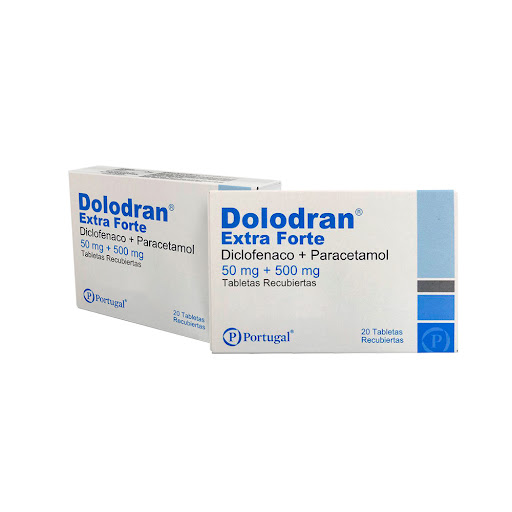 Dolodran®
Extra Forte
Diclofenaco + Paracetamol
50 mg + 500 mg
Tabletas Recubiertas
20 Tabletas
Recubiertas
P Portugal®
Dolodran®
Extra Forte
Diclofenaco + Paracetamol
50 mg + 500 mg
Tabletas Recubiertas
20 Tabletas
Recubiertas
P Portugal®
P